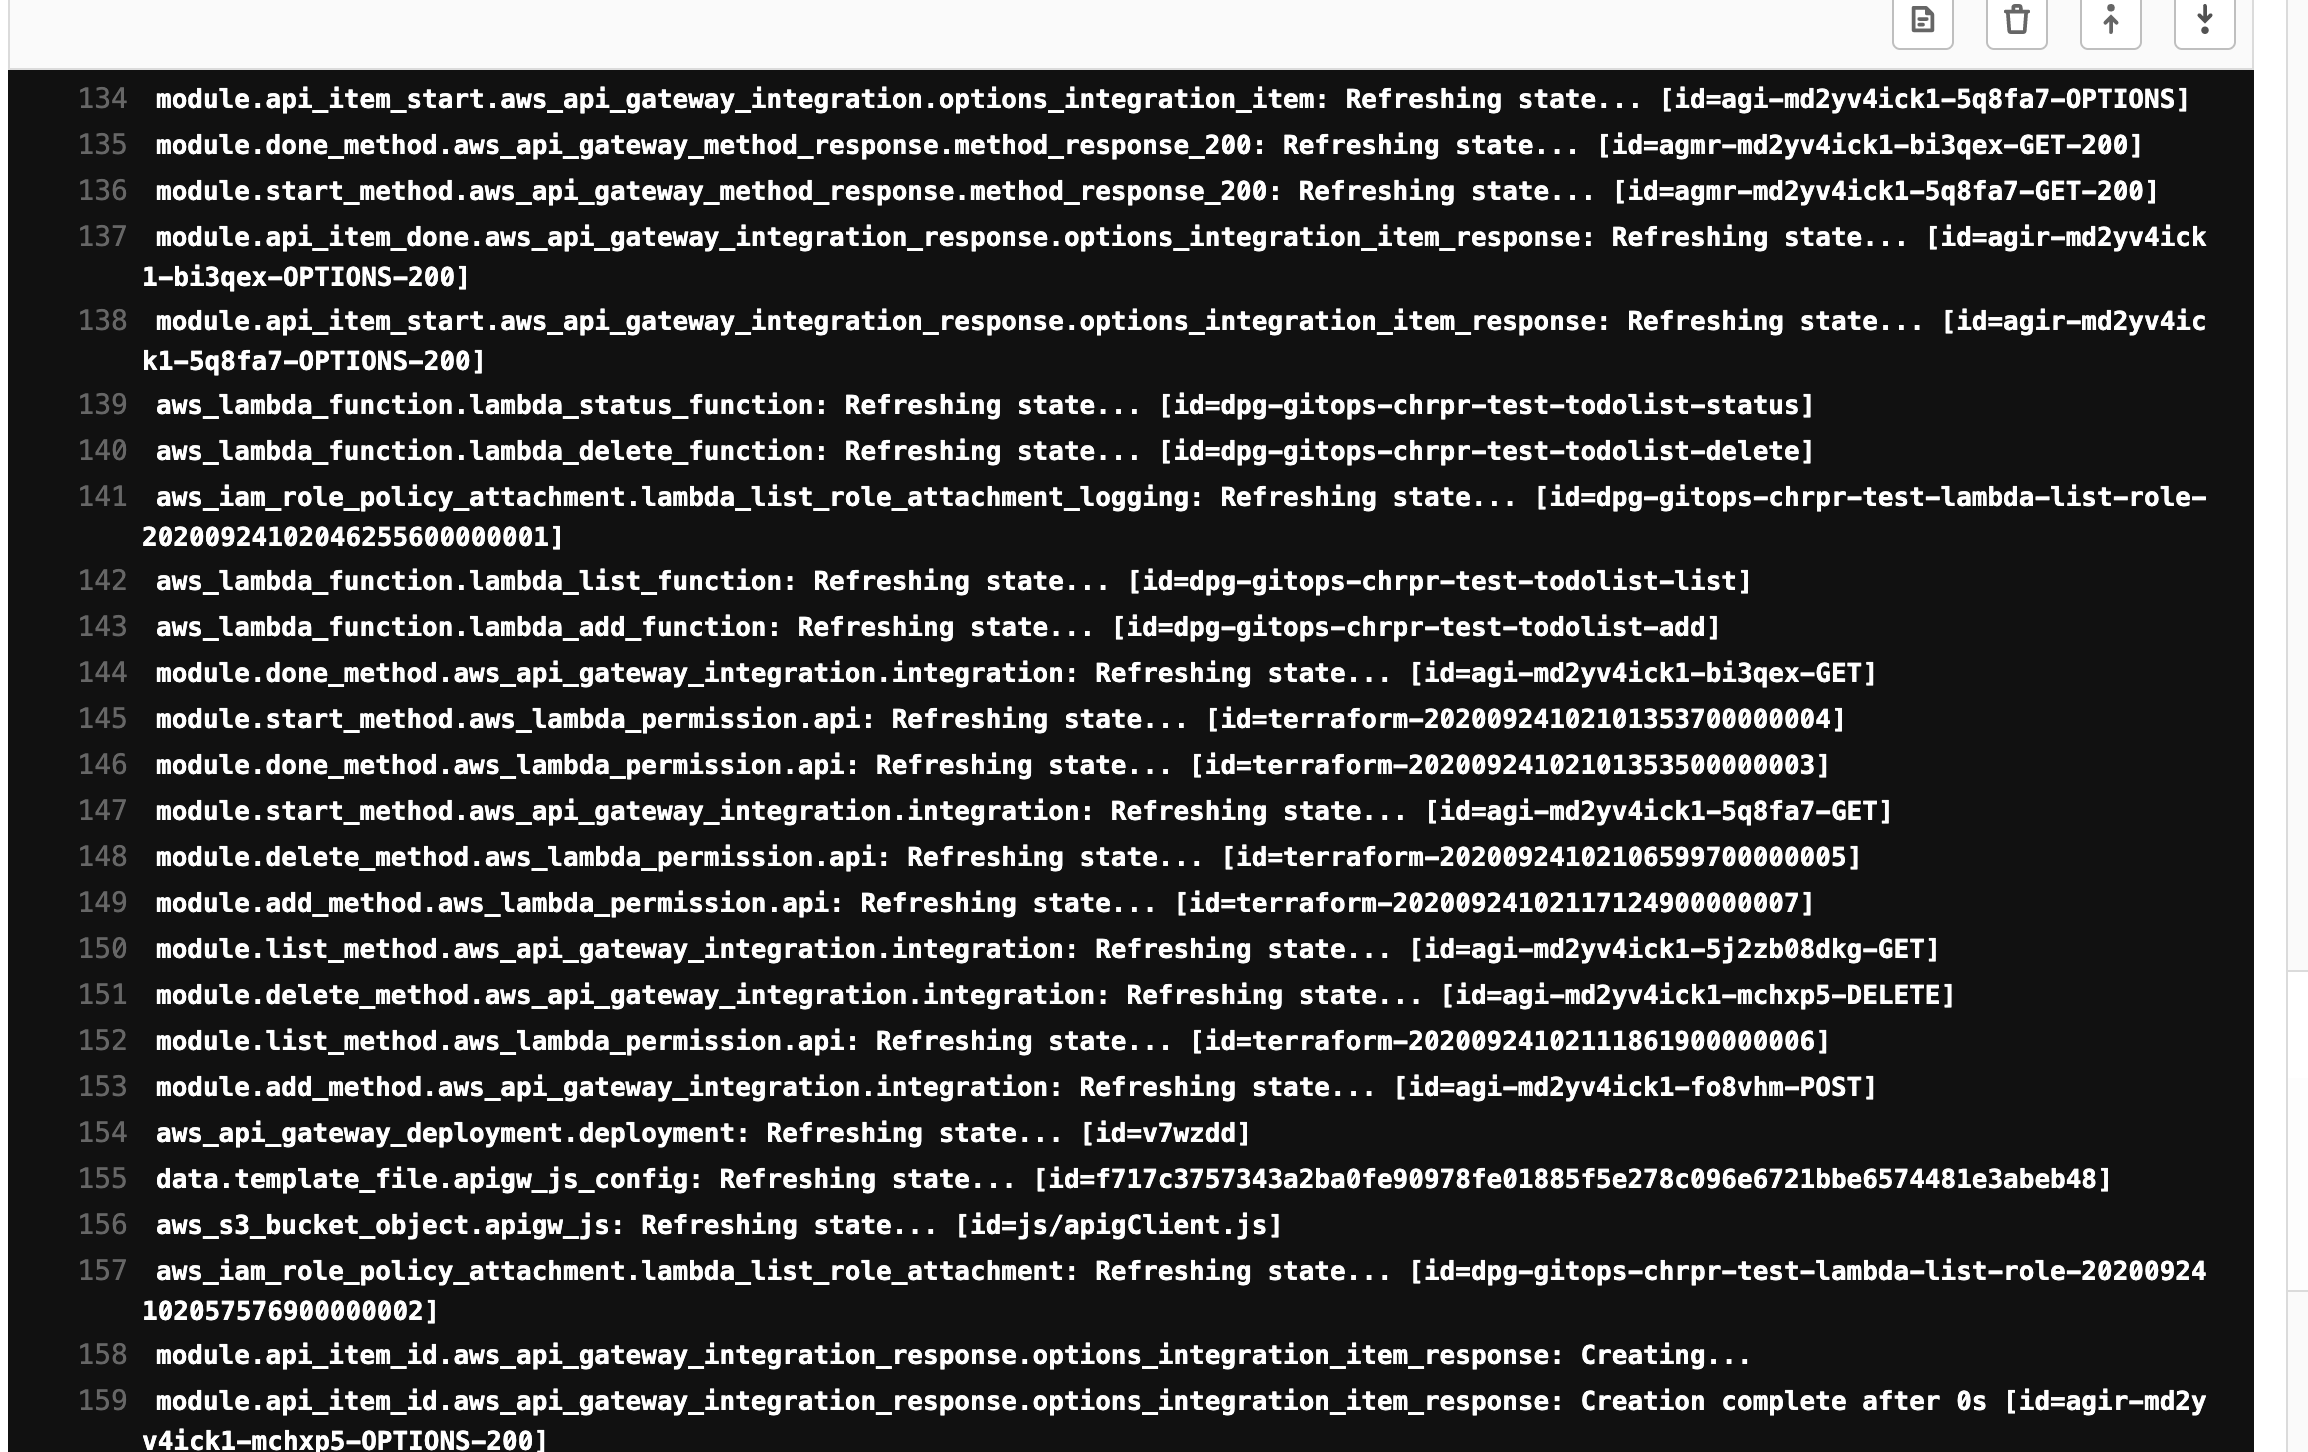 134 module.api_item_start.aws_api_gateway_integration.options_integration_item: Refreshing state... [id=agi-md2yv4ick1-5q8fa7-OPTIONS]
135 module.done_method.aws_api_gateway_method_response.method_response_200: Refreshing state... [id=agmr-md2yv4ick1-bi3qex-GET-200]
136 module.start_method.aws_api_gateway_method_response.method_response_200: Refreshing state... [id=agmr-md2yv4ick1-5q8fa7-GET-200]
137 module.api_item_done.aws_api_gateway_integration_response.options_integration_item_response: Refreshing state... [id=agir-md2yv4ick
1-bi3qex-OPTIONS-200]
138 module.api_item_start.aws_api_gateway_integration_response.options_integration_item_response: Refreshing state... [id=agir-md2yv4ic
k1-5q8fa7-OPTIONS-200]
139 aws_lambda_function.lambda_status_function: Refreshing state... [id=dpg-gitops-chrpr-test-todolist-status]
140 aws_lambda_function.lambda_delete_function: Refreshing state... [id=dpg-gitops-chrpr-test-todolist-delete]
141 aws_iam_role_policy_attachment.lambda_list_role_attachment_logging: Refreshing state... [id=dpg-gitops-chrpr-test-lambda-list-role-
20200924102046255600000001]
142 aws_lambda_function.lambda_list_function: Refreshing state... [id=dpg-gitops-chrpr-test-todolist-list]
143 aws_lambda_function.lambda_add_function: Refreshing state... [id=dpg-gitops-chrpr-test-todolist-add]
144 module.done_method.aws_api_gateway_integration.integration: Refreshing state... [id=agi-md2yv4ick1-bi3qex-GET]
145 module.start_method.aws_lambda_permission.api: Refreshing state... [id=terraform-20200924102101353700000004]
146 module.done_method.aws_lambda_permission.api: Refreshing state... [id=terraform-20200924102101353500000003]
147 module.start_method.aws_api_gateway_integration.integration: Refreshing state... [id=agi-md2yv4ick1-5q8fa7-GET]
148 module.delete_method.aws_lambda_permission.api: Refreshing state... [id=terraform-20200924102106599700000005]
149 module.add_method.aws_lambda_permission.api: Refreshing state... [id=terraform-20200924102117124900000007]
150 module.list_method.aws_api_gateway_integration.integration: Refreshing state... [id=agi-md2yv4ick1-5j2zb08dkg-GET]
151 module.delete_method.aws_api_gateway_integration.integration: Refreshing state... [id=agi-md2yv4ick1-mchxp5-DELETE]
152 module.list_method.aws_lambda_permission.api: Refreshing state... [id=terraform-20200924102111861900000006]
153 module.add_method.aws_api_gateway_integration.integration: Refreshing state... [id=agi-md2yv4ick1-fo8vhm-POST]
154 aws_api_gateway_deployment.deployment: Refreshing state... [id=v7wzdd]
155 data.template_file.apigw_js_config: Refreshing state... [id=f717c3757343a2ba0fe90978fe01885f5e278c096e6721bbe6574481e3abeb48]
156 aws_s3_bucket_object.apigw_js: Refreshing state... [id=js/apigClient.js]
157 aws_iam_role_policy_attachment.lambda_list_role_attachment: Refreshing state... [id=dpg-gitops-chrpr-test-lambda-list-role-20200924
102057576900000002]
158 module.api_item_id.aws_api_gateway_integration_response.options_integration_item_response: Creating...
159 module.api_item_id.aws_api_gateway_integration_response.options_integration_item_response: Creation complete after 0s [id=agir-md2y
v4ick1-mchxp5-OPTIONS-200]